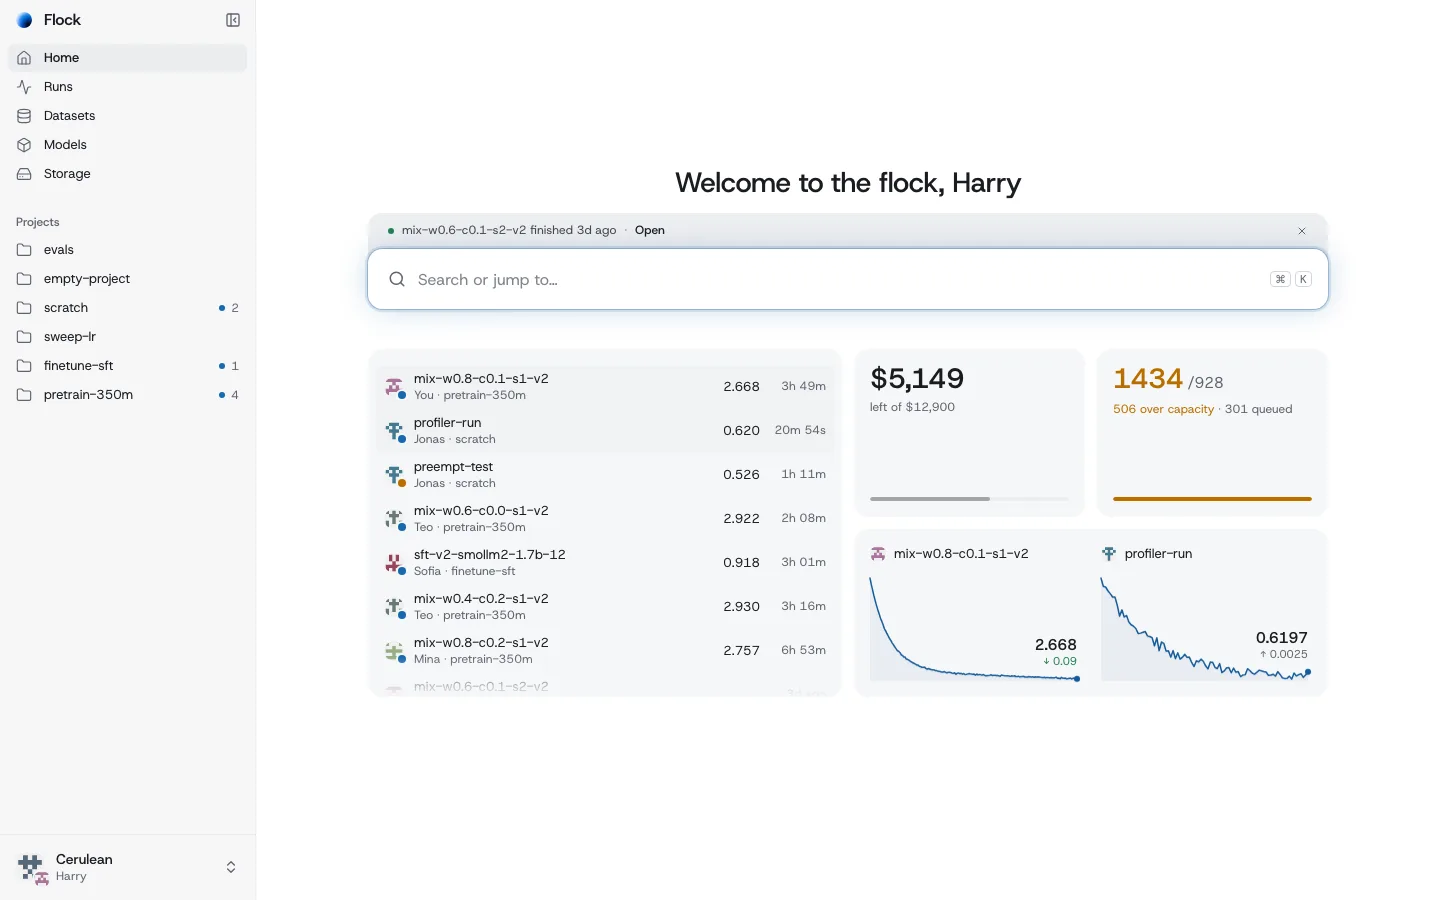 Flock
Home
Runs
Datasets
Models
Storage
Projects
evals
empty-project
scratch 2
sweep-lr
finetune-sft 1
pretrain-350m 4
Cerulean
Harry
Welcome to the flock, Harry
mix-w0.6-c0.1-s2-v2 finished 3d ago · Open
Search or jump to... ⌘ K
mix-w0.8-c0.1-s1-v2 2.668 3h 49m
You · pretrain-350m
profiler-run 0.620 20m 54s
Jonas · scratch
preempt-test 0.526 1h 11m
Jonas · scratch
mix-w0.6-c0.0-s1-v2 2.922 2h 08m
Teo · pretrain-350m
sft-v2-smollm2-1.7b-12 0.918 3h 01m
Sofia · finetune-sft
mix-w0.4-c0.2-s1-v2 2.930 3h 16m
Teo · pretrain-350m
mix-w0.8-c0.2-s1-v2 2.757 6h 53m
Mina · pretrain-350m
mix-w0.6-c0.1-s2-v2 3d ago
$5,149
left of $12,900
1434 /928
506 over capacity · 301 queued
mix-w0.8-c0.1-s1-v2
2.668
↓ 0.09
profiler-run
0.6197
↑ 0.0025